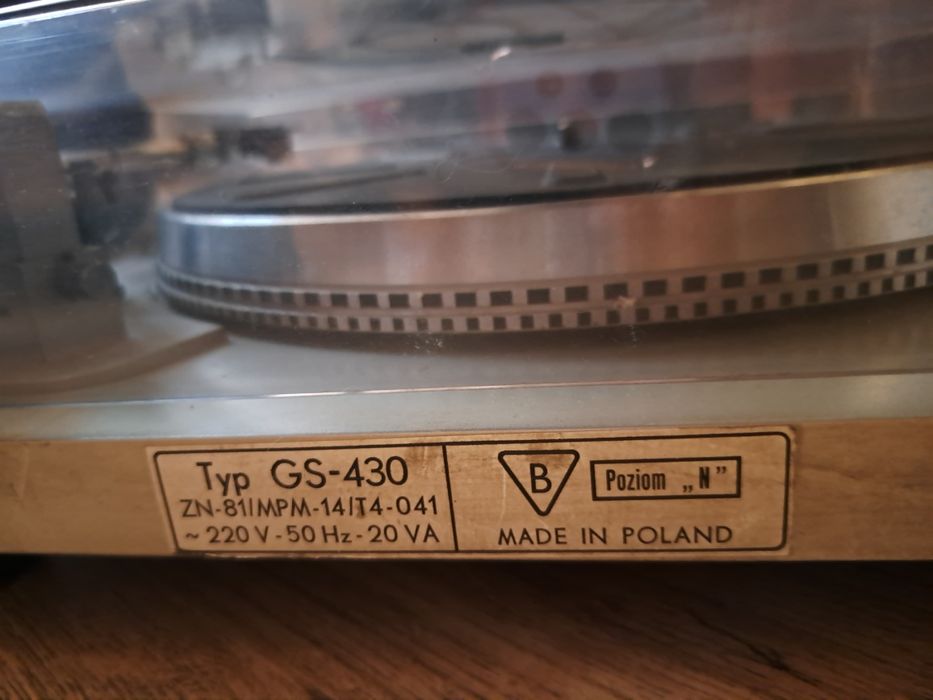 Typ GS-430
ZN-81/MPM-14/T4-041
~ 220 V - 50 Hz - 20 VA
B
Poziom „N”
MADE IN POLAND